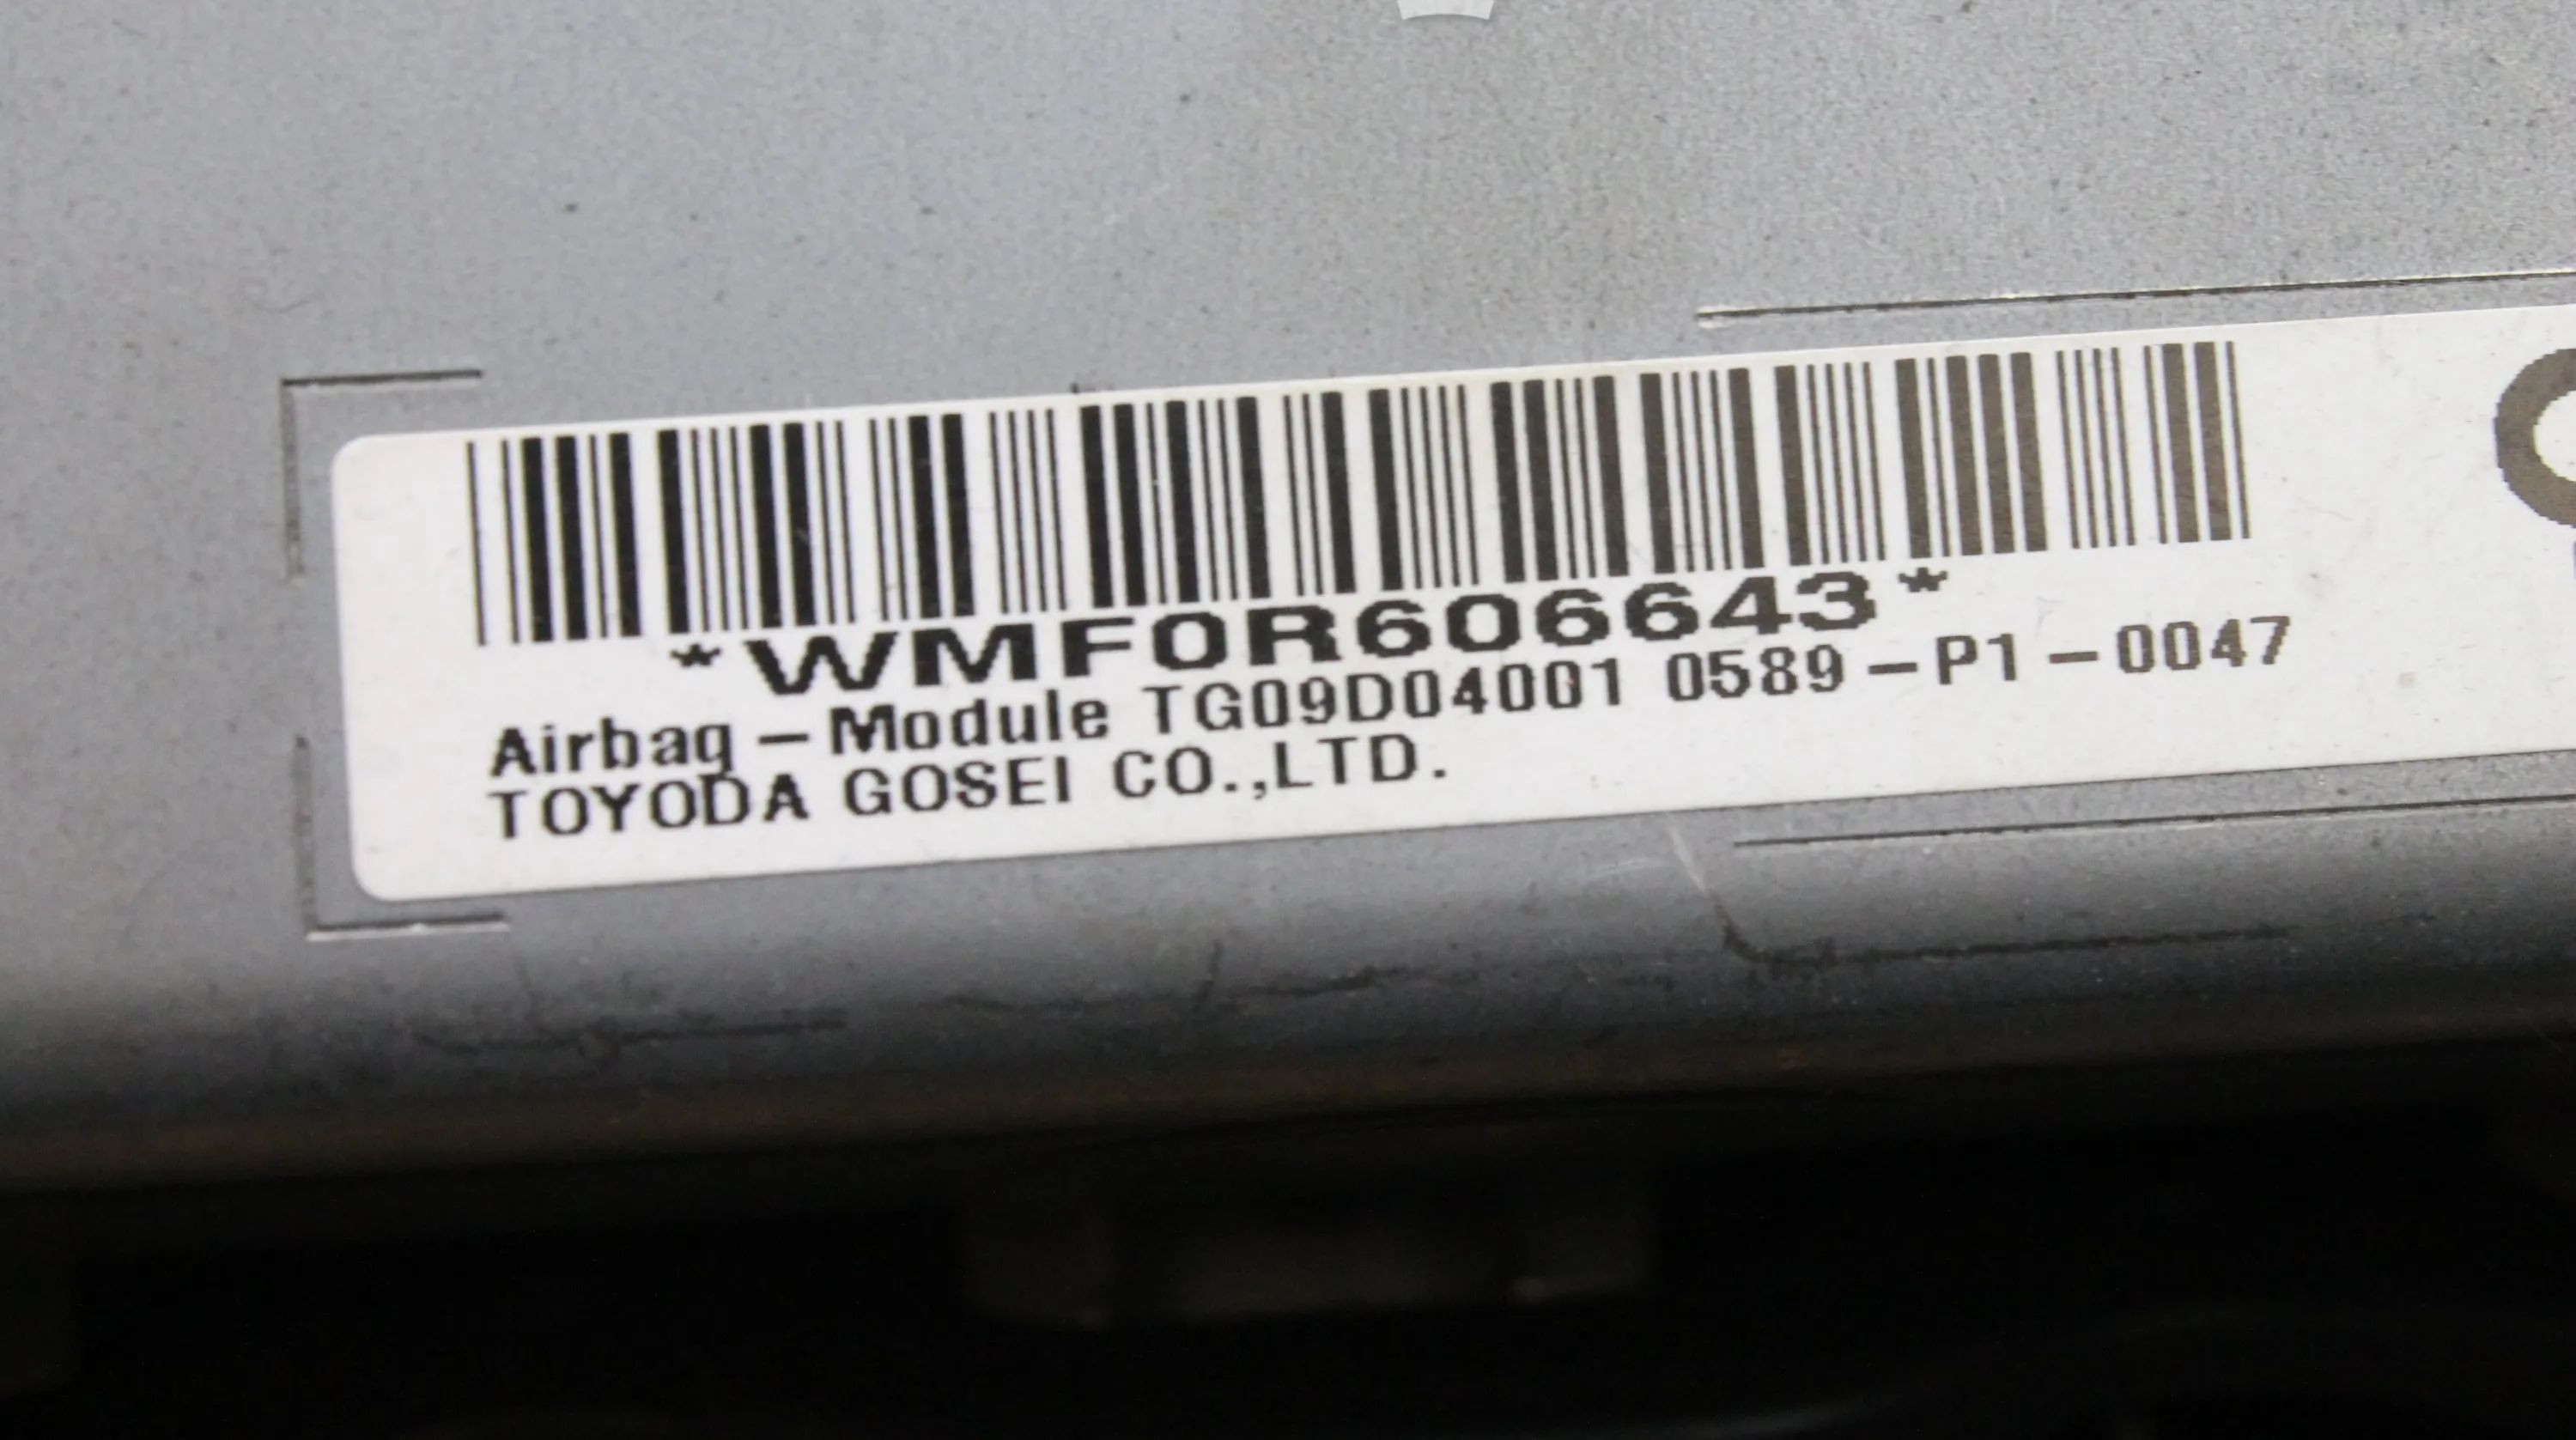 *WMF0R606643*
Airbag-Module TG09D04001 0589-P1-0047
TOYODA GOSEI CO.,LTD.